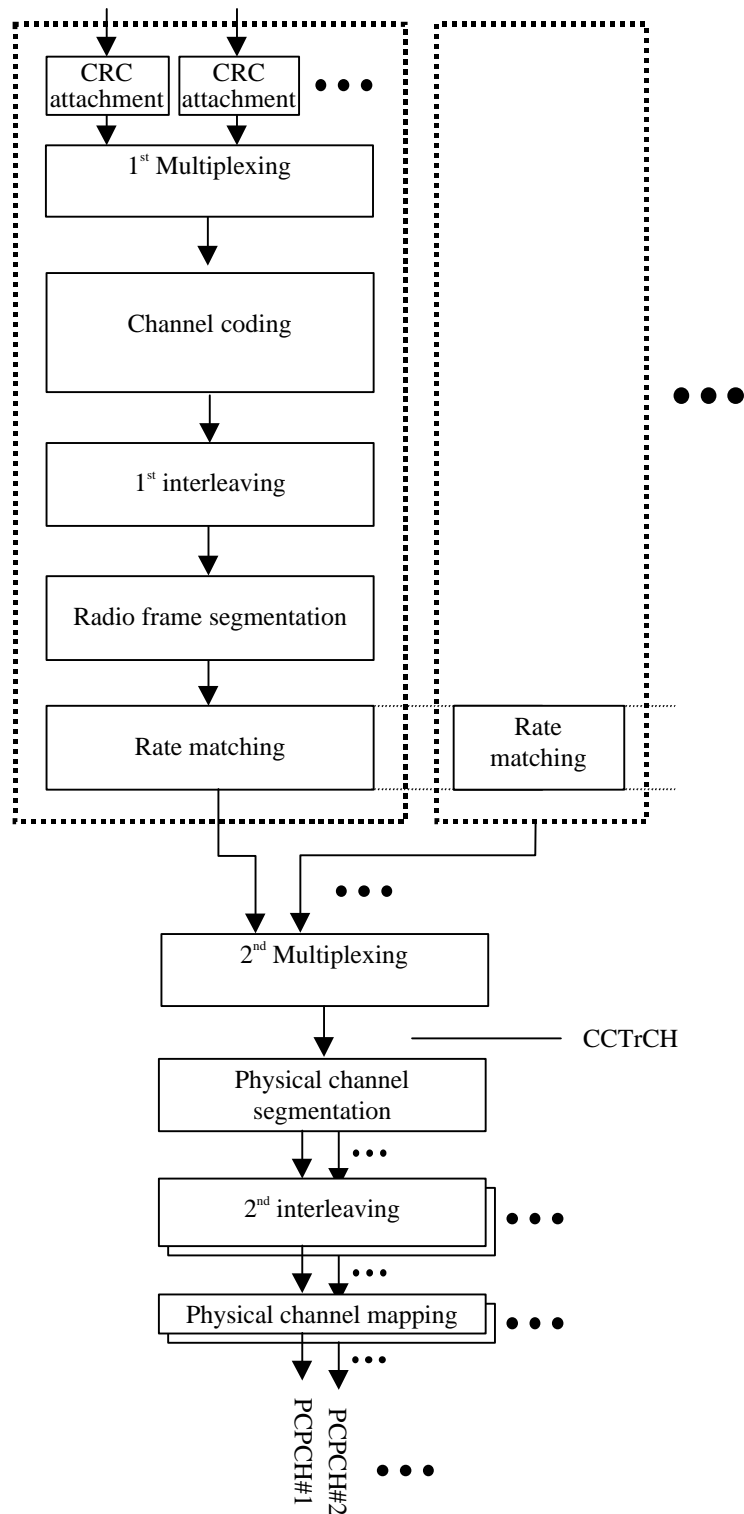 CRC
attachment
CRC
attachment
1st Multiplexing
Channel coding
1st interleaving
Radio frame segmentation
Rate matching
Rate
matching
2nd Multiplexing
CCTrCH
Physical channel
segmentation
2nd interleaving
Physical channel mapping
PCPCH#1
PCPCH#2